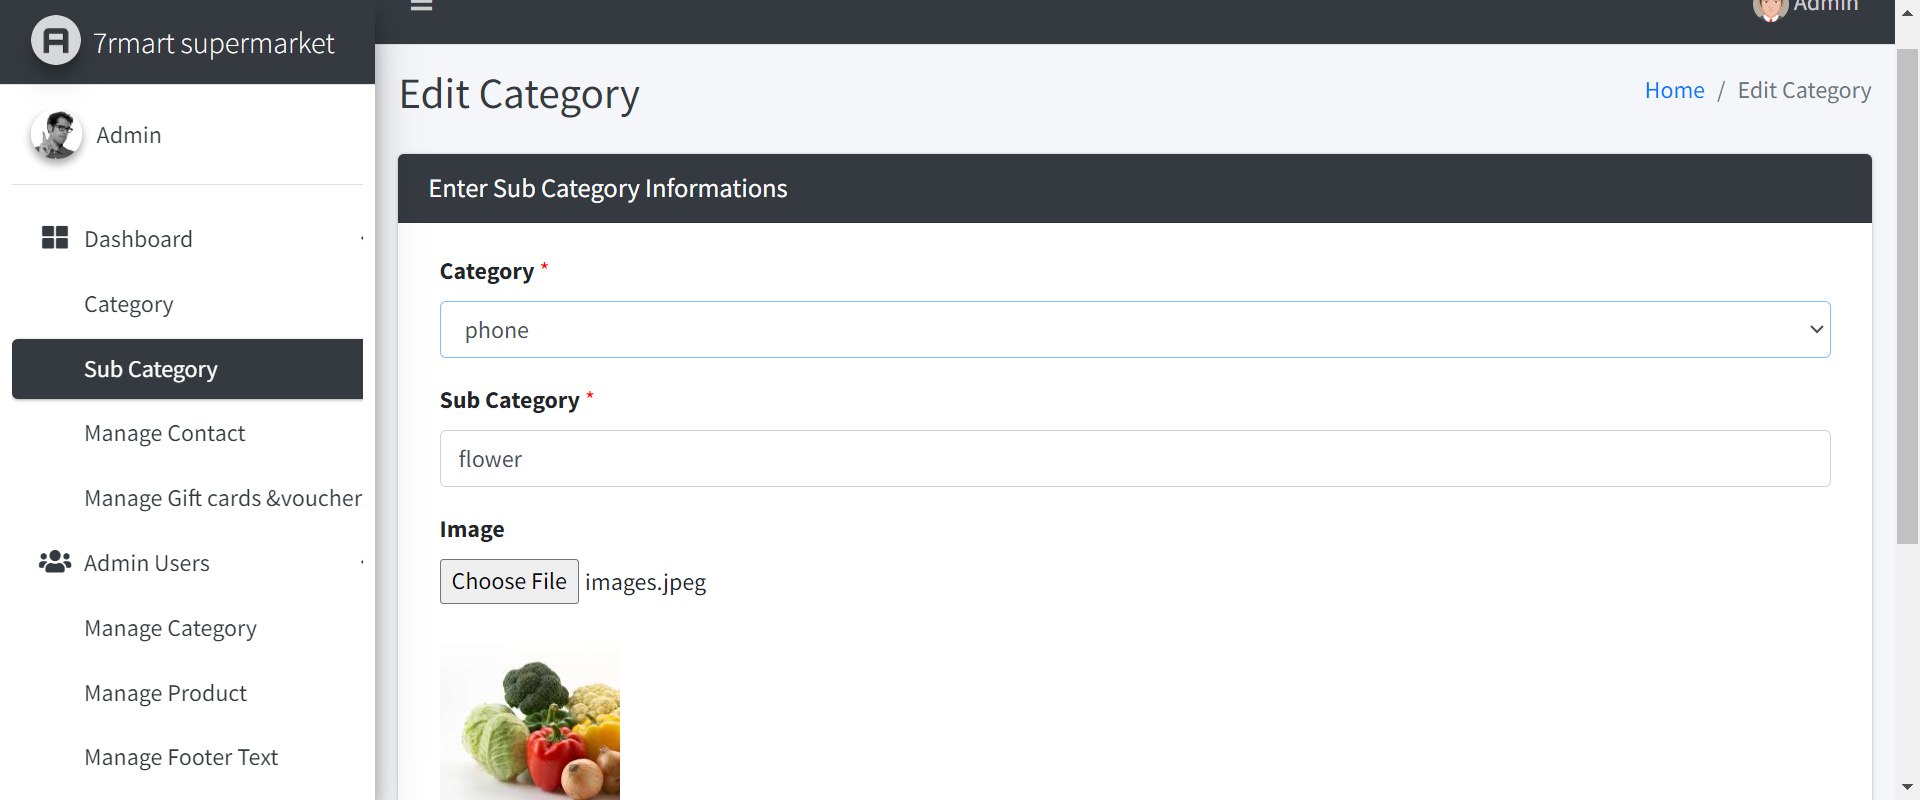 7rmart supermarket
Admin
Admin
Edit Category
Home / Edit Category
Enter Sub Category Informations
Dashboard
Category
Sub Category
Manage Contact
Manage Gift cards &voucher
Admin Users
Manage Category
Manage Product
Manage Footer Text
Category *
phone
Sub Category *
flower
Image
Choose File images.jpeg